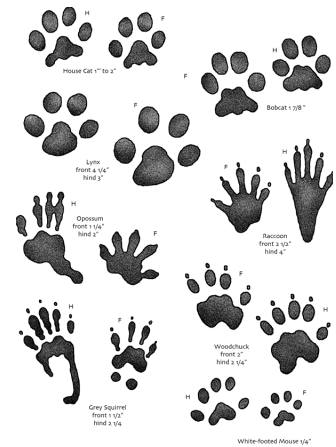 H
F
House Cat 1"' to 2"
F
H
Bobcat 1 7/8 "
F
Lynx
front 4 1/4"
hind 3"
H
Opossum
front 1 1/4"
hind 2"
F
F
H
Raccoon
front 2 1/2"
hind 4"
H
F
Grey Squirrel
front 1 1/2"
hind 2 1/4
F
H
Woodchuck
front 2"
hind 2 1/4"
H
F
White-footed Mouse 1/4"